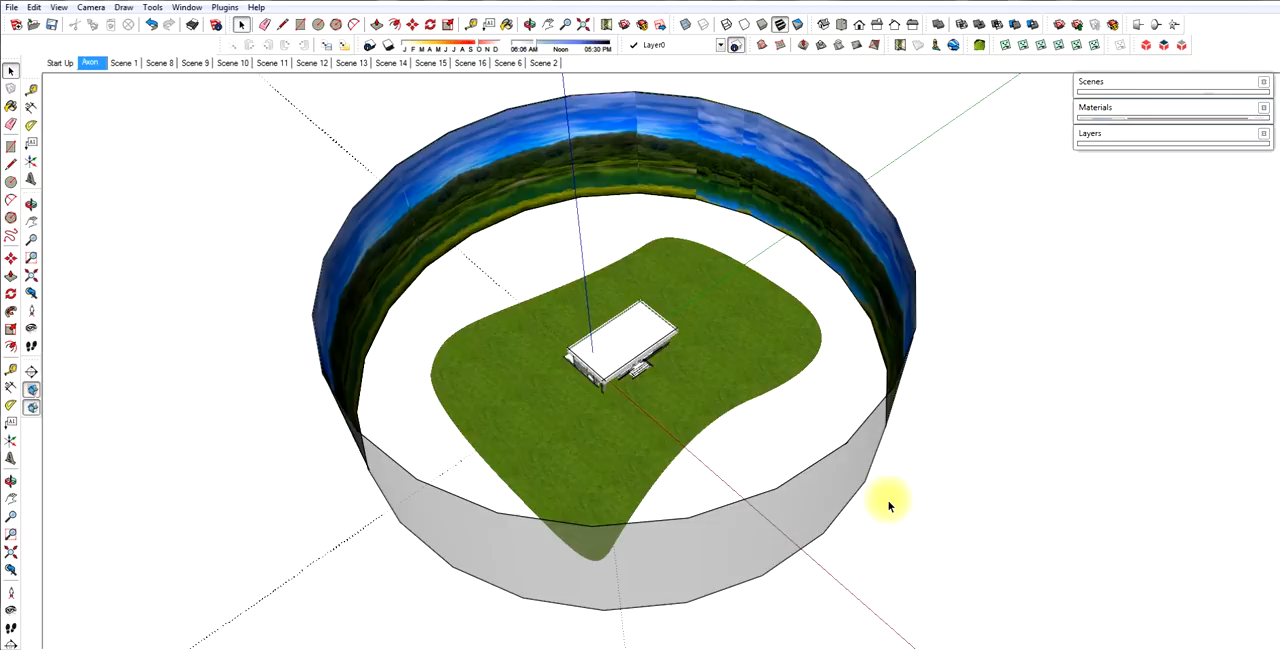 File Edit View Camera Draw Tools Window Plugins Help
J F M A M J J A S O N D 06:06 AM Noon 05:30 PM Layer0
Start Up Axon Scene 1 Scene 8 Scene 9 Scene 10 Scene 11 Scene 12 Scene 13 Scene 14 Scene 15 Scene 16 Scene 6 Scene 2
Scenes
Materials
Layers